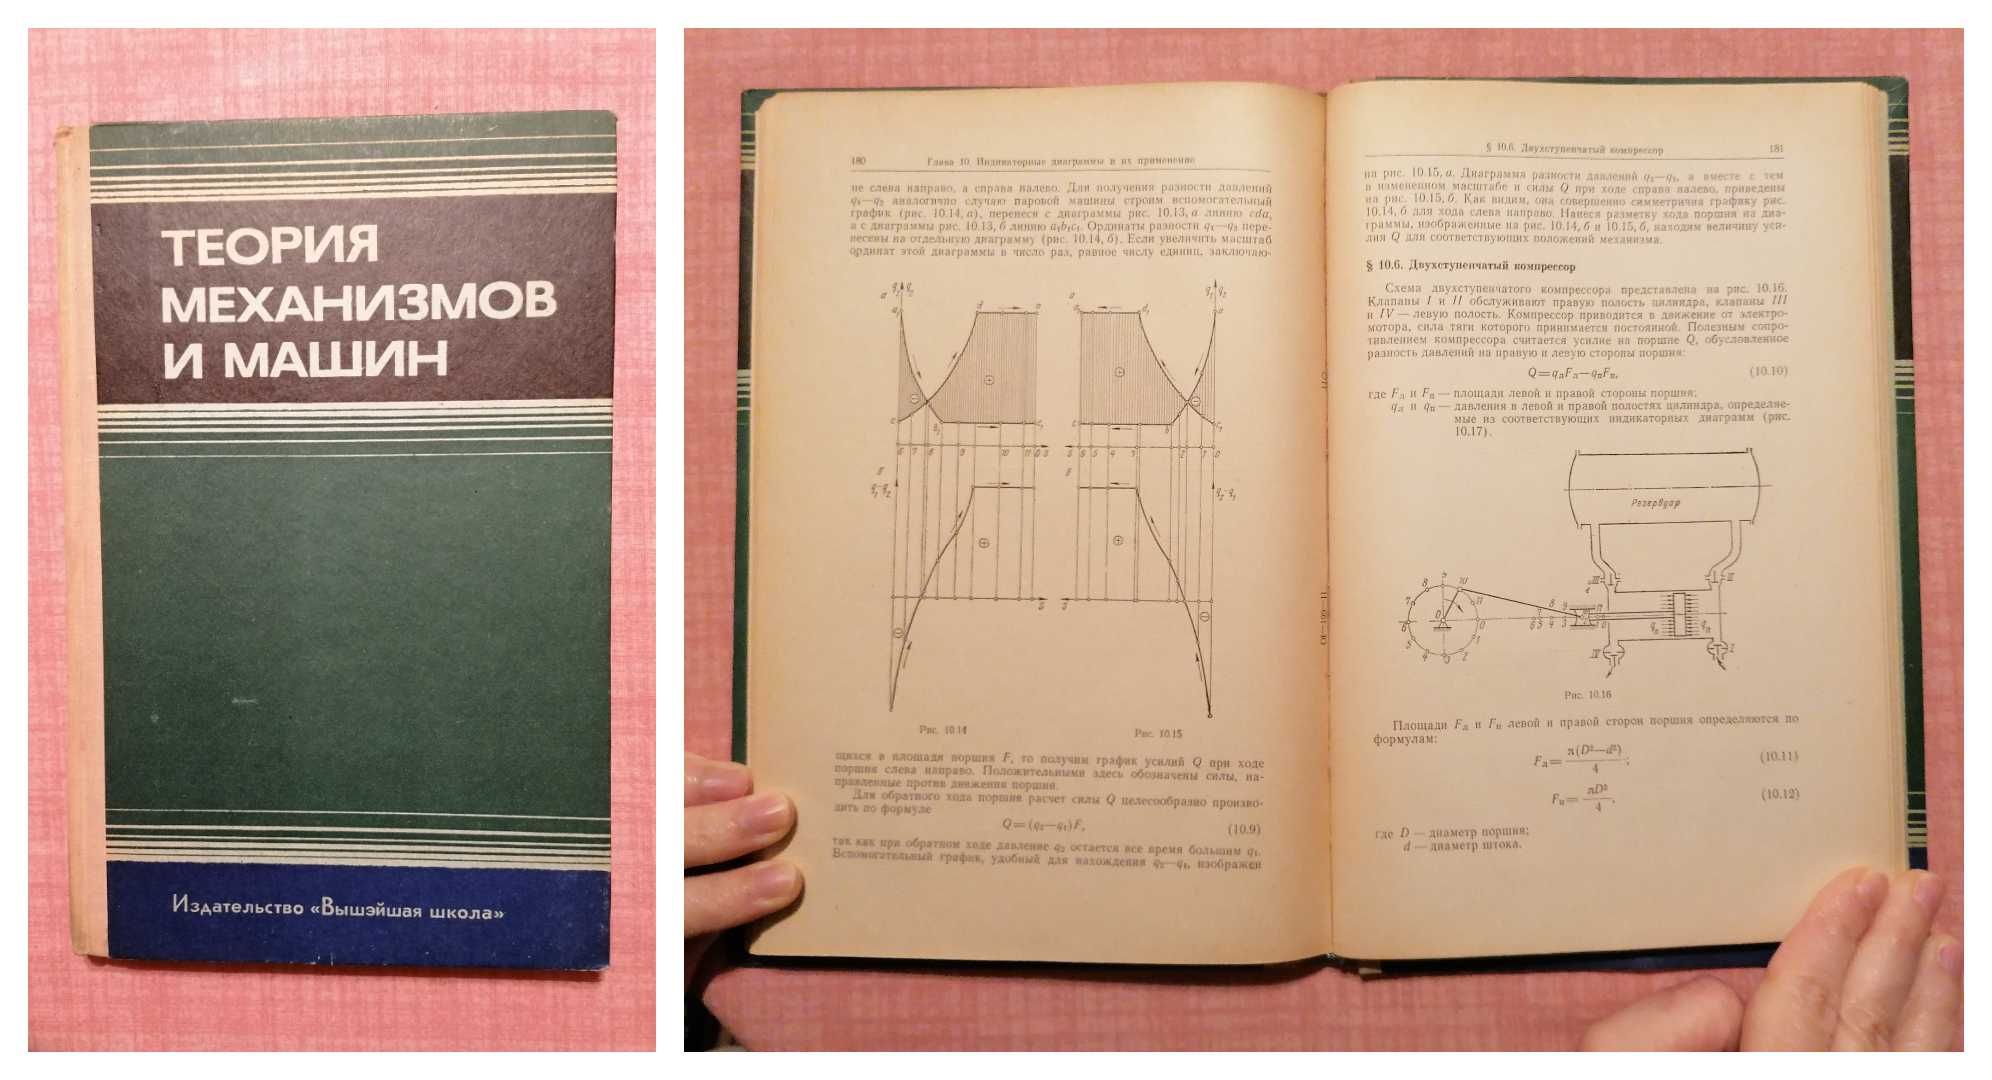 ТЕОРИЯ
МЕХАНИЗМОВ
И МАШИН
Издательство «Вышэйшая школа»
180 Глава 10. Индикаторные диаграммы и их применение
не слева направо, а справа налево. Для получения разности давлений
q₁—q₂ аналогично случаю паровой машины строим вспомогательный
график (рис. 10.14, а), перенеся с диаграммы рис. 10.13, а линию cda,
а с диаграммы рис. 10.13, б линию a₁b₁c₁. Ординаты разности q₁—q₂ пере-
несены на отдельную диаграмму (рис. 10.14, б). Если увеличить масштаб
ординат этой диаграммы в число раз, равное числу единиц, заключаю-
Рис. 10.14
Рис. 10.15
щихся в площади поршня F, то получим график усилий Q при ходе
поршня слева направо. Положительными здесь обозначены силы, на-
правленные против движения поршня.
Для обратного хода поршня расчет силы Q целесообразно произво-
дить по формуле
Q=(q₂—q₁)F, (10.9)
так как при обратном ходе давление q₂ остается все время большим q₁.
Вспомогательный график, удобный для нахождения q₂—q₁, изображен
§ 10.6. Двухступенчатый компрессор 181
на рис. 10.15, а. Диаграмма разности давлений q₂—q₁, а вместе с тем
в измененном масштабе и силы Q при ходе справа налево, приведены
на рис. 10.15, б. Как видим, она совершенно симметрична графику рис.
10.14, б для хода слева направо. Нанеся разметку хода поршня на диа-
граммы, изображенные на рис. 10.14, б и 10.15, б, находим величину уси-
лия Q для соответствующих положений механизма.
§ 10.6. Двухступенчатый компрессор
Схема двухступенчатого компрессора представлена на рис. 10.16.
Клапаны I и II обслуживают правую полость цилиндра, клапаны III
и IV — левую полость. Компрессор приводится в движение от электро-
мотора, сила тяги которого принимается постоянной. Полезным сопро-
тивлением компрессора считается усилие на поршне Q, обусловленное
разность давлений на правую и левую стороны поршня:
Q=qлFл—qпFп, (10.10)
где Fл и Fп — площади левой и правой стороны поршня;
qл и qп — давления в левой и правой полостях цилиндра, определяе-
мые из соответствующих индикаторных диаграмм (рис.
10.17).
Резервуар
Рис. 10.16
Площади Fл и Fп левой и правой сторон поршня определяются по
формулам:
Fл= π(D²—d²)/4 ; (10.11)
Fп= πD²/4 , (10.12)
где D — диаметр поршня;
d — диаметр штока.